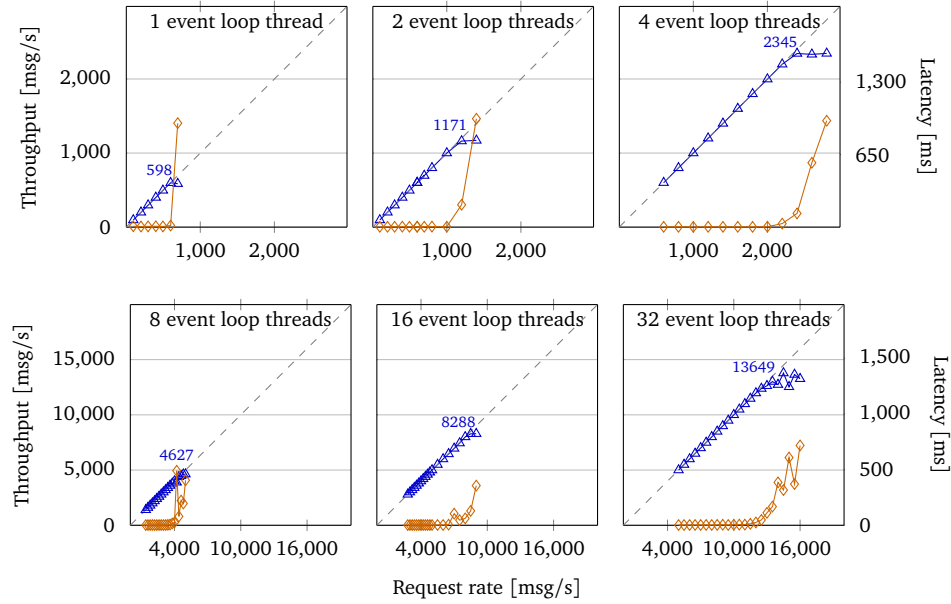 1 event loop thread
2 event loop threads
4 event loop threads
Throughput [msg/s]
Latency [ms]
2,000
1,000
0
598
1171
2345
1,300
650
1,000 2,000
1,000 2,000
1,000 2,000
8 event loop threads
16 event loop threads
32 event loop threads
Throughput [msg/s]
Latency [ms]
15,000
10,000
5,000
0
4627
8288
13649
1,500
1,000
500
0
4,000 10,000 16,000
4,000 10,000 16,000
4,000 10,000 16,000
Request rate [msg/s]